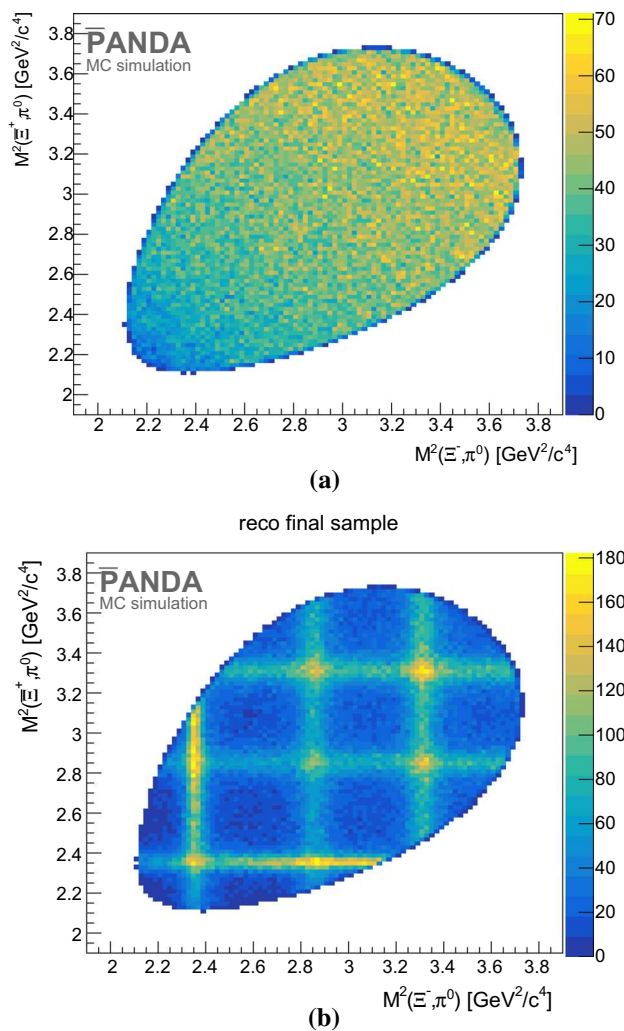 P̅ANDA
MC simulation
M²(Ξ̅⁺,π⁰) [GeV²/c⁴]
3.8
3.6
3.4
3.2
3
2.8
2.6
2.4
2.2
2
2 2.2 2.4 2.6 2.8 3 3.2 3.4 3.6 3.8
M²(Ξ⁻,π⁰) [GeV²/c⁴]
70
60
50
40
30
20
10
0
(a)
reco final sample
P̅ANDA
MC simulation
M²(Ξ̅⁺,π⁰) [GeV²/c⁴]
3.8
3.6
3.4
3.2
3
2.8
2.6
2.4
2.2
2
2 2.2 2.4 2.6 2.8 3 3.2 3.4 3.6 3.8
M²(Ξ⁻,π⁰) [GeV²/c⁴]
180
160
140
120
100
80
60
40
20
0
(b)